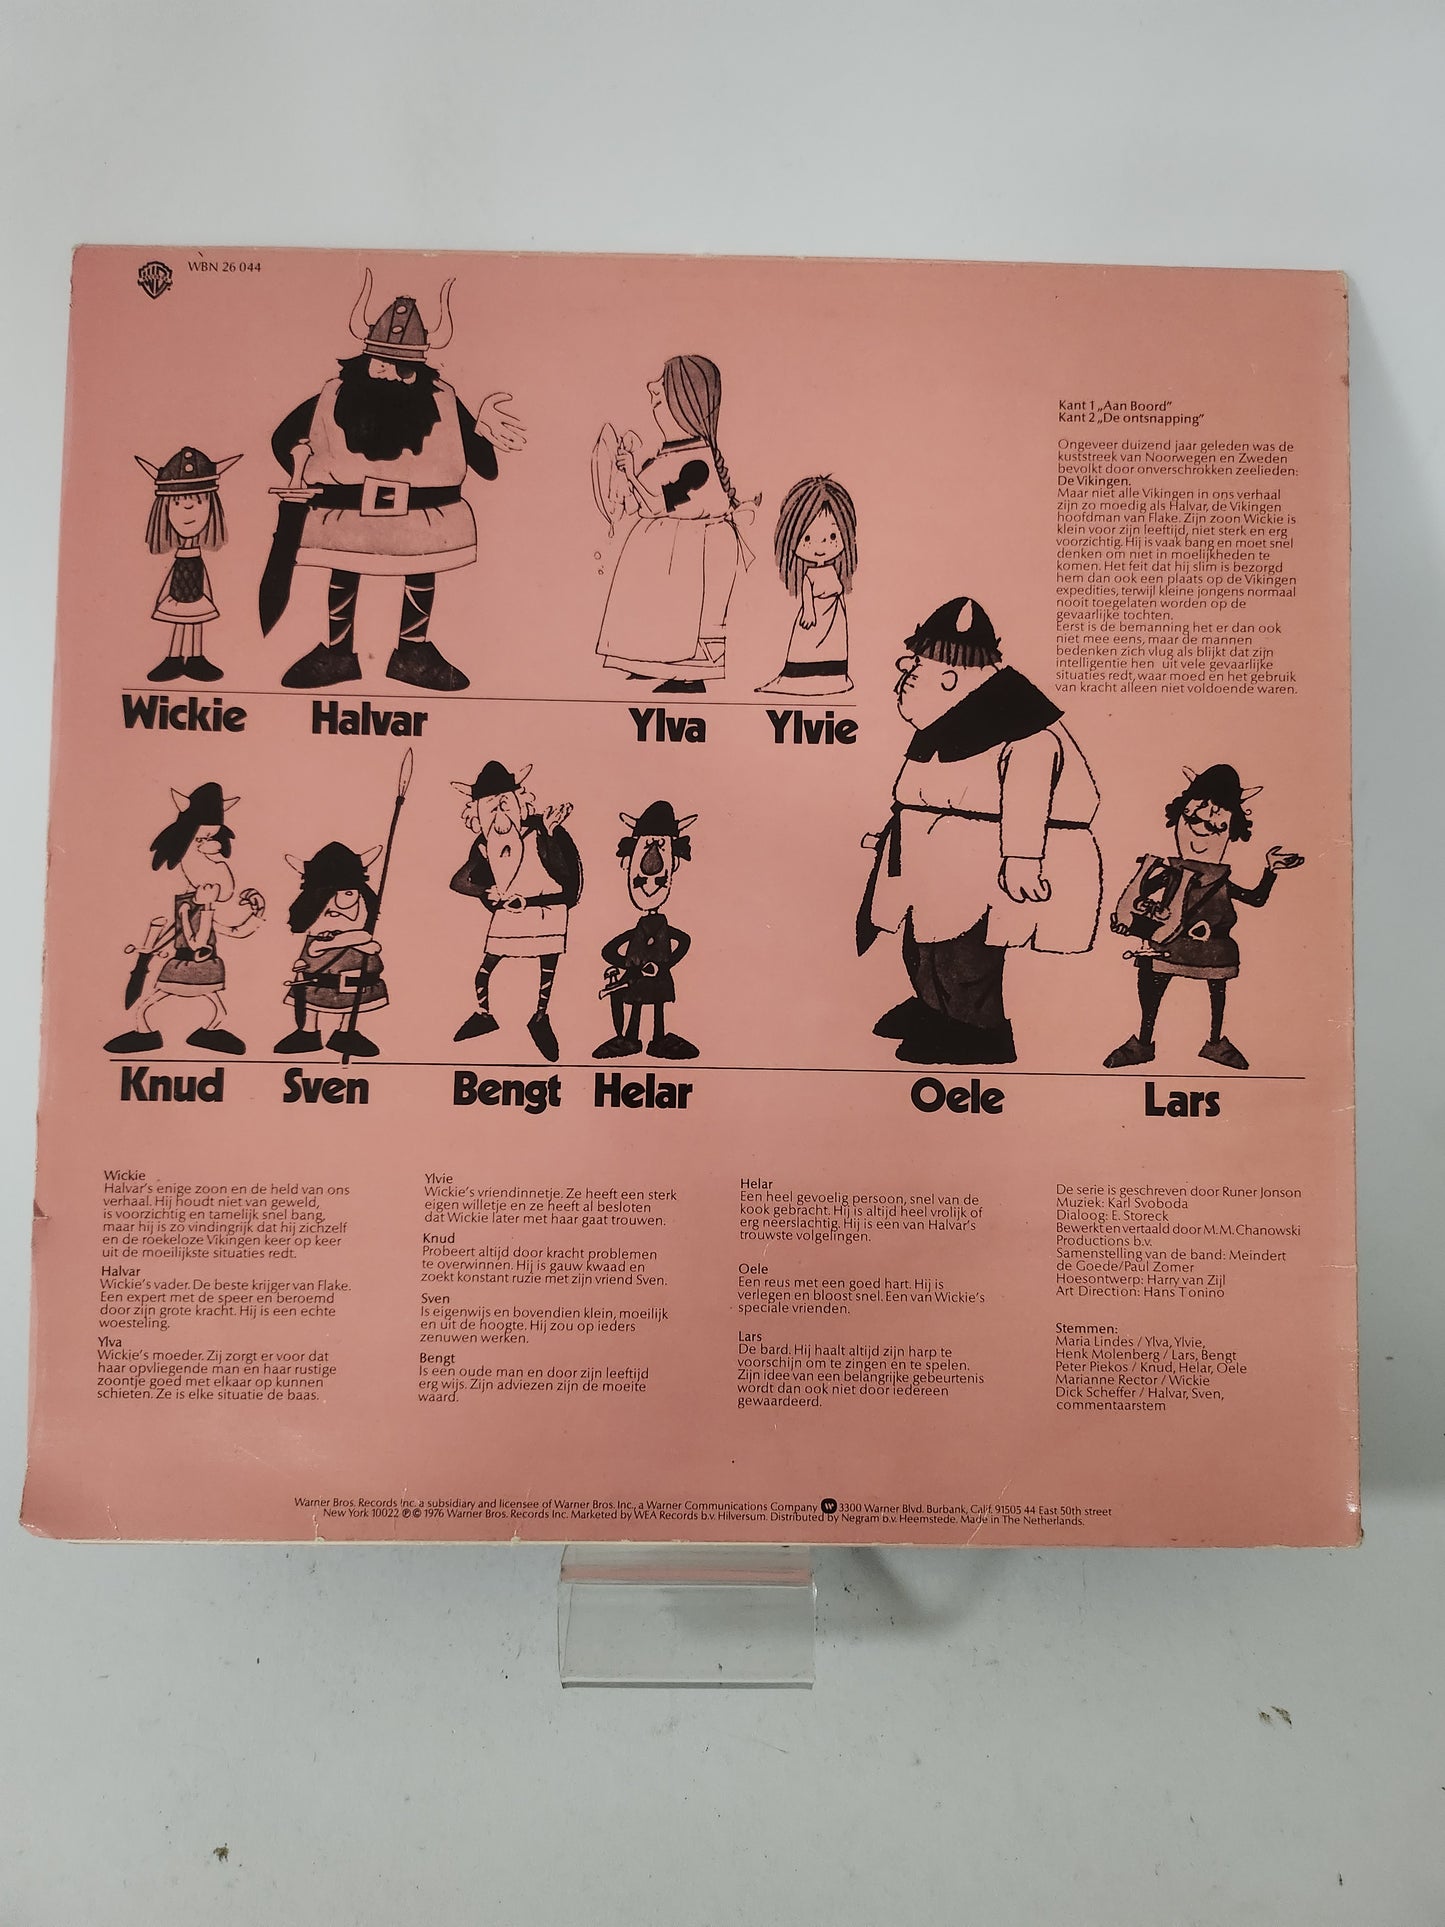 WBN 26 044
Kant 1 „Aan Boord”
Kant 2 „De ontsnapping”
Ongeveer duizend jaar geleden was de
kuststreek van Noorwegen en Zweden
bevolkt door onverschrokken zeelieden:
De Vikingen.
Maar niet alle Vikingen in ons verhaal
zijn zo moedig als Halvar, de Vikingen
hoofdman van Flake. Zijn zoon Wickie is
klein voor zijn leeftijd, niet sterk en erg
voorzichtig. Hij is vaak bang en moet snel
denken om niet in moelijkheden te
komen. Het feit dat hij slim is bezorgd
hem dan ook een plaats op de Vikingen
expedities, terwijl kleine jongens normaal
nooit toegelaten worden op de
gevaarlijke tochten.
Eerst is de bemanning het er dan ook
niet mee eens, maar de mannen
bedenken zich vlug als blijkt dat zijn
intelligentie hen uit vele gevaarlijke
situaties redt, waar moed en het gebruik
van kracht alleen niet voldoende waren.
Wickie Halvar Ylva Ylvie
Knud Sven Bengt Helar Oele Lars
Wickie
Halvar's enige zoon en de held van ons
verhaal. Hij houdt niet van geweld,
is voorzichtig en tamelijk snel bang,
maar hij is zo vindingrijk dat hij zichzelf
en de roekeloze Vikingen keer op keer
uit de moeilijkste situaties redt.
Halvar
Wickie's vader. De beste krijger van Flake.
Een expert met de speer en beroemd
door zijn grote kracht. Hij is een echte
woesteling.
Ylva
Wickie's moeder. Zij zorgt er voor dat
haar opvliegende man en haar rustige
zoontje goed met elkaar op kunnen
schieten. Ze is elke situatie de baas.
Ylvie
Wickie's vriendinnetje. Ze heeft een sterk
eigen willetje en ze heeft al besloten
dat Wickie later met haar gaat trouwen.
Knud
Probeert altijd door kracht problemen
te overwinnen. Hij is gauw kwaad en
zoekt konstant ruzie met zijn vriend Sven.
Sven
Is eigenwijs en bovendien klein, moeilijk
en uit de hoogte. Hij zou op ieders
zenuwen werken.
Bengt
Is een oude man en door zijn leeftijd
erg wijs. Zijn adviezen zijn de moeite
waard.
Helar
Een heel gevoelig persoon, snel van de
kook gebracht. Hij is altijd heel vrolijk of
erg neerslachtig. Hij is een van Halvar's
trouwste volgelingen.
Oele
Een reus met een goed hart. Hij is
verlegen en bloost snel. Een van Wickie's
speciale vrienden.
Lars
De bard. Hij haalt altijd zijn harp te
voorschijn om te zingen en te spelen.
Zijn idee van een belangrijke gebeurtenis
wordt dan ook niet door iedereen
gewaardeerd.
De serie is geschreven door Runer Jonson
Muziek: Karl Svoboda
Dialoog: E. Storeck
Bewerkt en vertaald door M.M. Chanowski
Productions b.v.
Samenstelling van de band: Meindert
de Goede/Paul Zomer
Hoesontwerp: Harry van Zijl
Art Direction: Hans Tonino
Stemmen:
Maria Lindes / Ylva, Ylvie,
Henk Molenberg / Lars, Bengt
Peter Piekos / Knud, Helar, Oele
Marianne Rector / Wickie
Dick Scheffer / Halvar, Sven,
commentaarstem
Warner Bros. Records Inc. a subsidiary and licensee of Warner Bros. Inc., a Warner Communications Company 3300 Warner Blvd. Burbank, Calif. 91505 44 East 50th street
New York 10022 ℗ © 1976 Warner Bros. Records Inc. Marketed by WEA Records b.v. Hilversum. Distributed by Negram b.v. Heemstede. Made in The Netherlands.